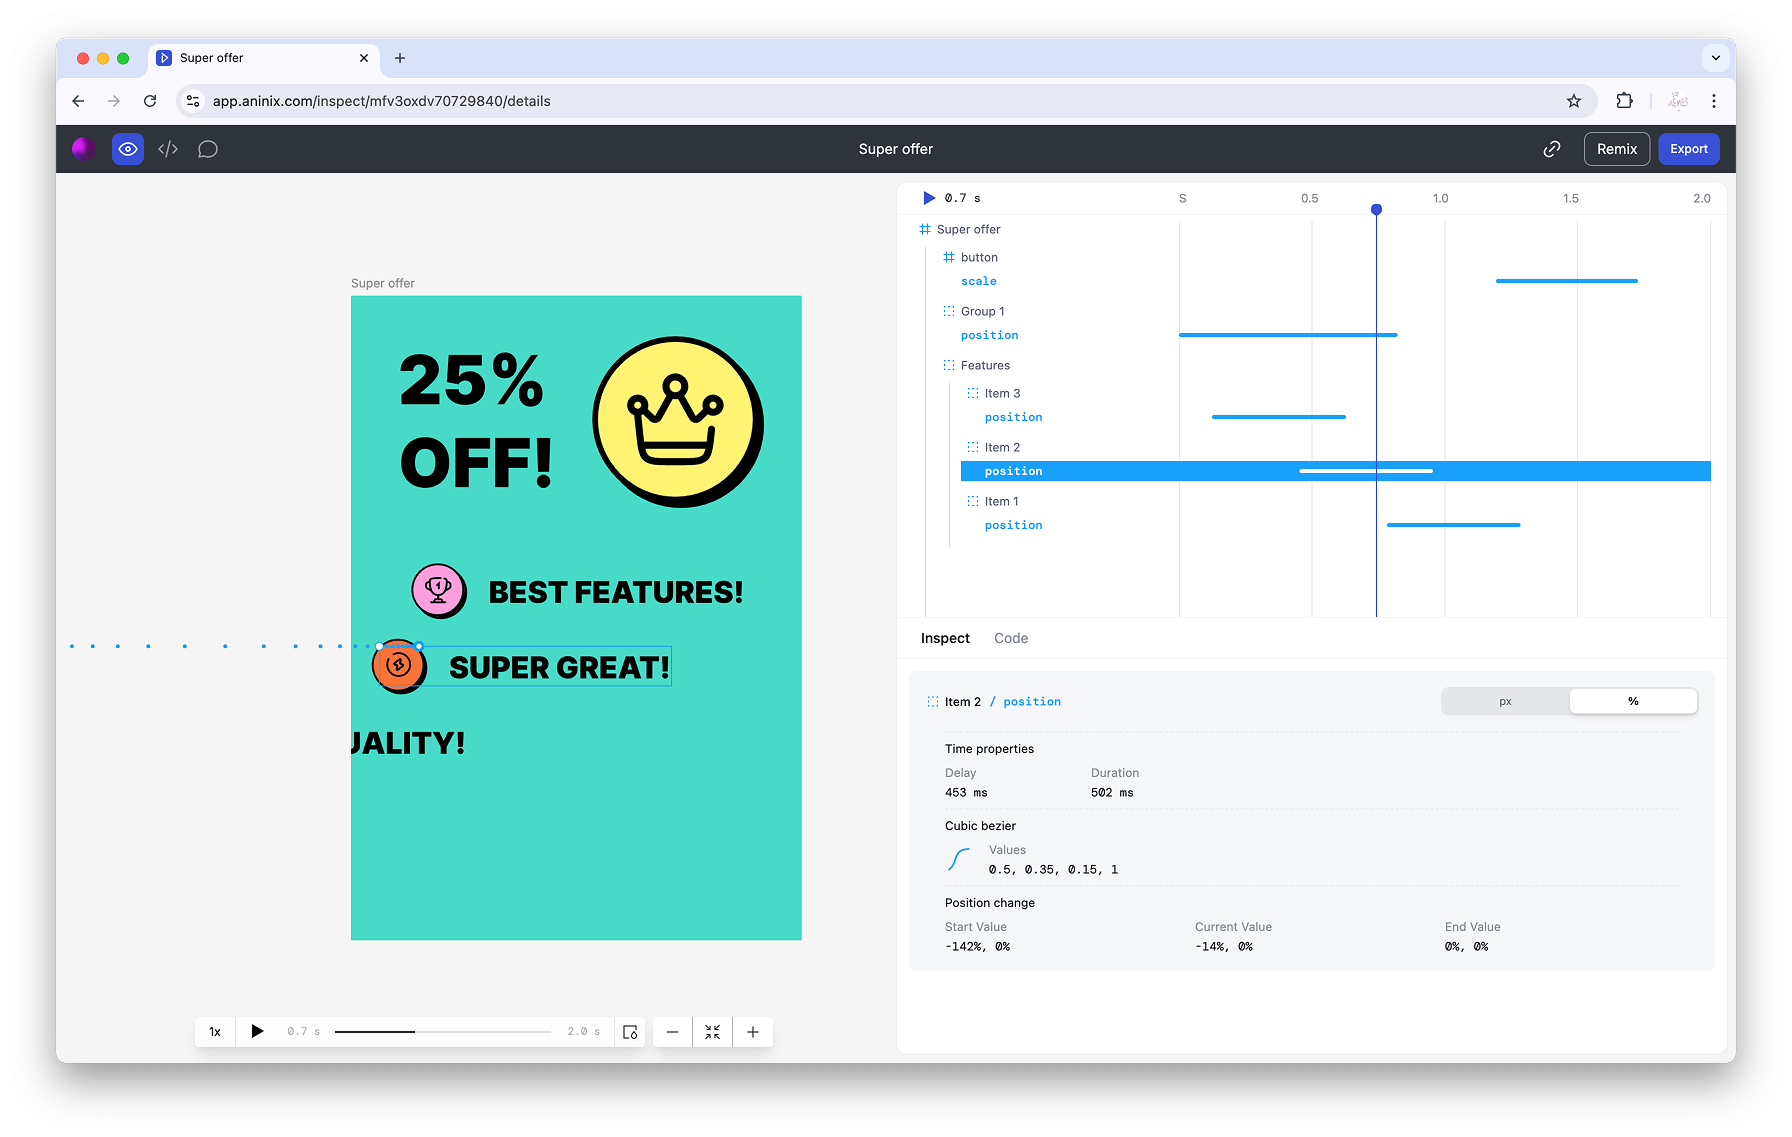 Super offer
app.aninix.com/inspect/mfv3oxdv70729840/details
Super offer
Remix
Export
0.7 s
S
0.5
1.0
1.5
2.0
Super offer
button
scale
Group 1
position
Features
Item 3
position
Item 2
position
Item 1
position
Super offer
25%
OFF!
1
BEST FEATURES!
SUPER GREAT!
UALITY!
1x
0.7 s
2.0 s
Inspect
Code
Item 2 / position
px
%
Time properties
Delay
Duration
453 ms
502 ms
Cubic bezier
Values
0.5, 0.35, 0.15, 1
Position change
Start Value
Current Value
End Value
-142%, 0%
-14%, 0%
0%, 0%